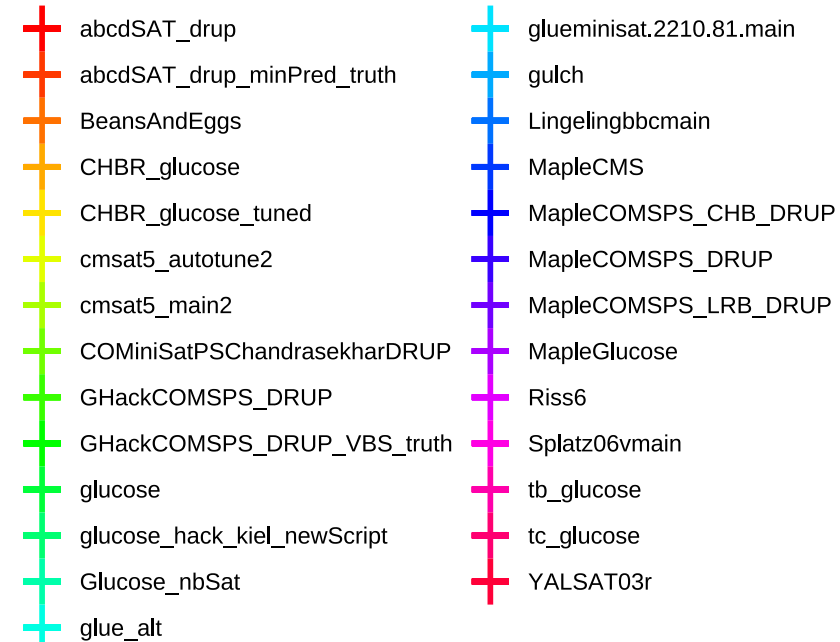 abcdSAT_drup
abcdSAT_drup_minPred_truth
BeansAndEggs
CHBR_glucose
CHBR_glucose_tuned
cmsat5_autotune2
cmsat5_main2
COMiniSatPSChandrasekharDRUP
GHackCOMSPS_DRUP
GHackCOMSPS_DRUP_VBS_truth
glucose
glucose_hack_kiel_newScript
Glucose_nbSat
glue_alt
glueminisat.2210.81.main
gulch
Lingelingbbcmain
MapleCMS
MapleCOMSPS_CHB_DRUP
MapleCOMSPS_DRUP
MapleCOMSPS_LRB_DRUP
MapleGlucose
Riss6
Splatz06vmain
tb_glucose
tc_glucose
YALSAT03r